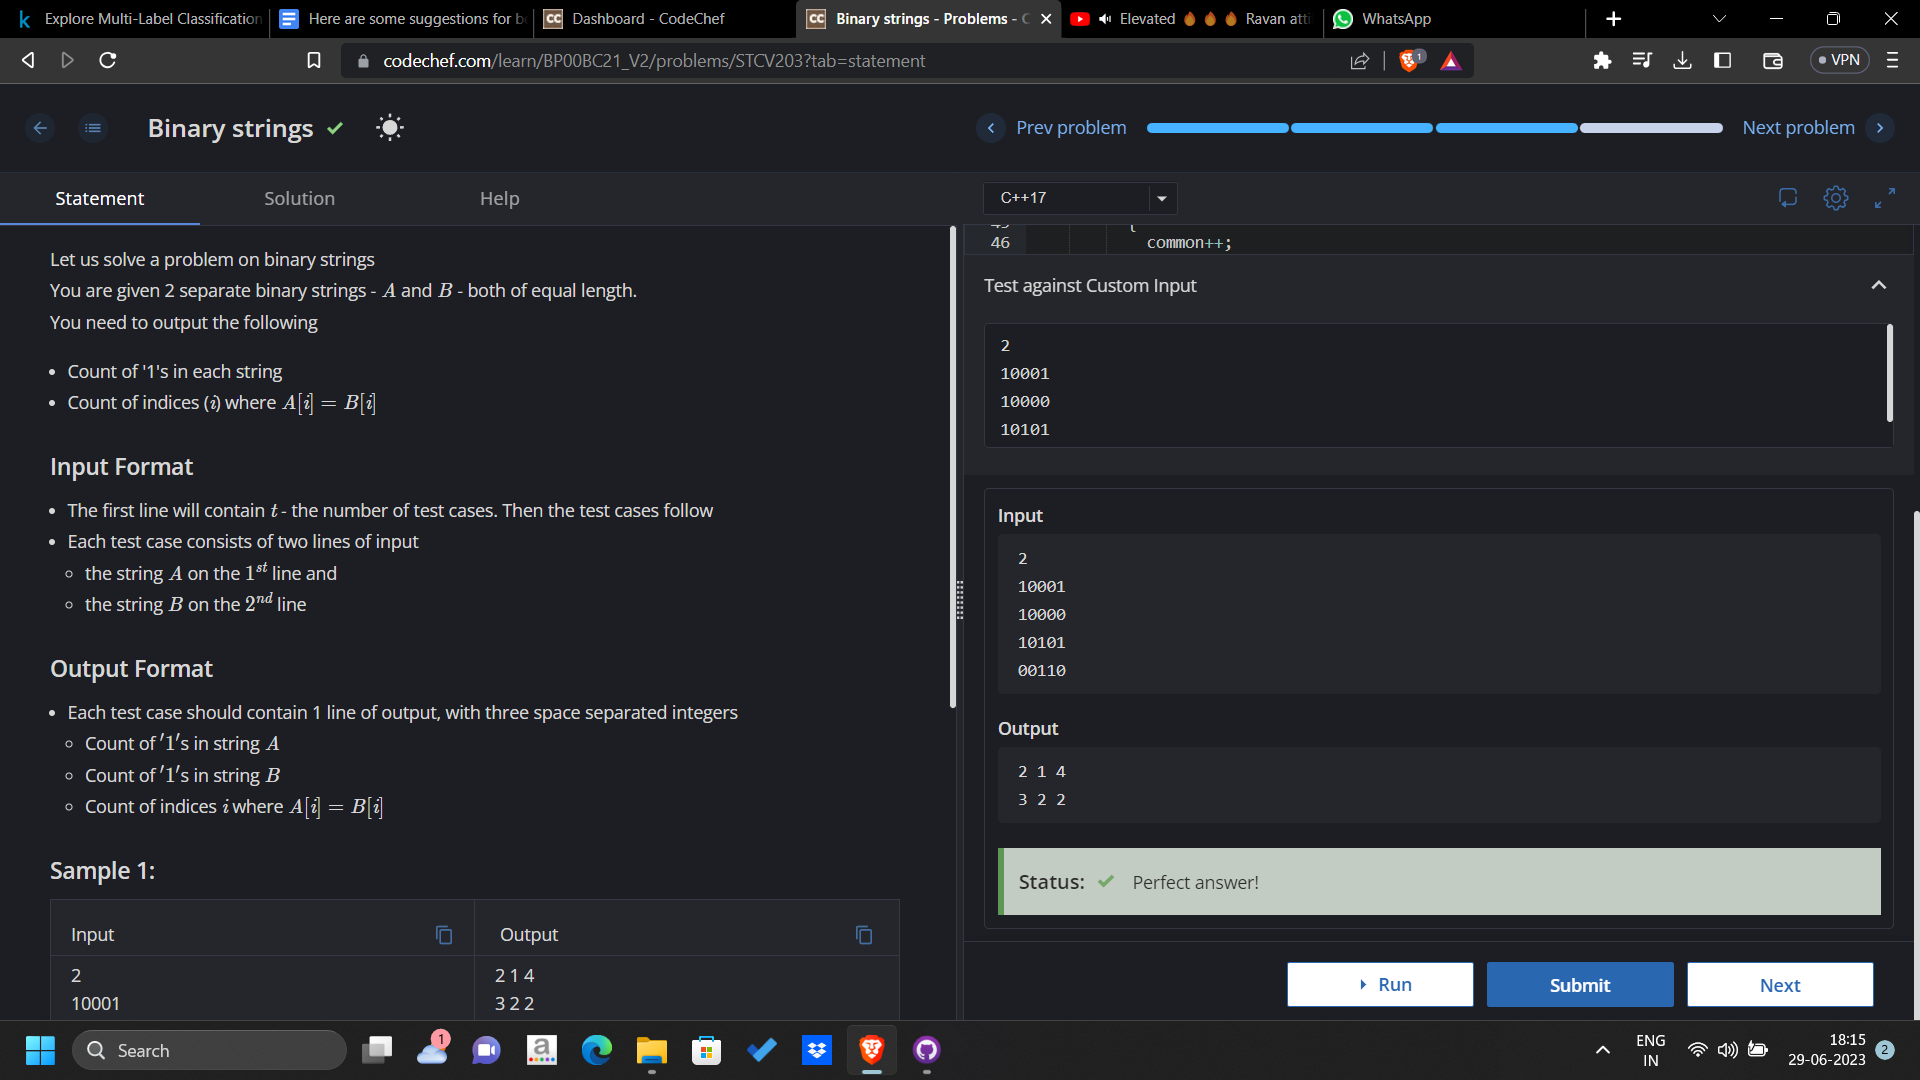 Explore Multi-Label Classification
Here are some suggestions for b
Dashboard - CodeChef
Binary strings - Problems - C
Elevated 🔥 🔥 🔥 Ravan atti
WhatsApp
codechef.com/learn/BP00BC21_V2/problems/STCV203?tab=statement
1
VPN
Binary strings
Prev problem
Next problem
Statement
Solution
Help
C++17
Let us solve a problem on binary strings
You are given 2 separate binary strings - A and B - both of equal length.
You need to output the following
• Count of '1's in each string
• Count of indices (i) where A[i] = B[i]
Input Format
• The first line will contain t - the number of test cases. Then the test cases follow
• Each test case consists of two lines of input
◦ the string A on the 1st line and
◦ the string B on the 2nd line
Output Format
• Each test case should contain 1 line of output, with three space separated integers
◦ Count of '1's in string A
◦ Count of '1's in string B
◦ Count of indices i where A[i] = B[i]
Sample 1:
Input
Output
2
2 1 4
10001
3 2 2
46 common++;
Test against Custom Input
2
10001
10000
10101
Input
2
10001
10000
10101
00110
Output
2 1 4
3 2 2
Status: Perfect answer!
Run
Submit
Next
Search
1
a
ENG
IN
18:15
29-06-2023
2